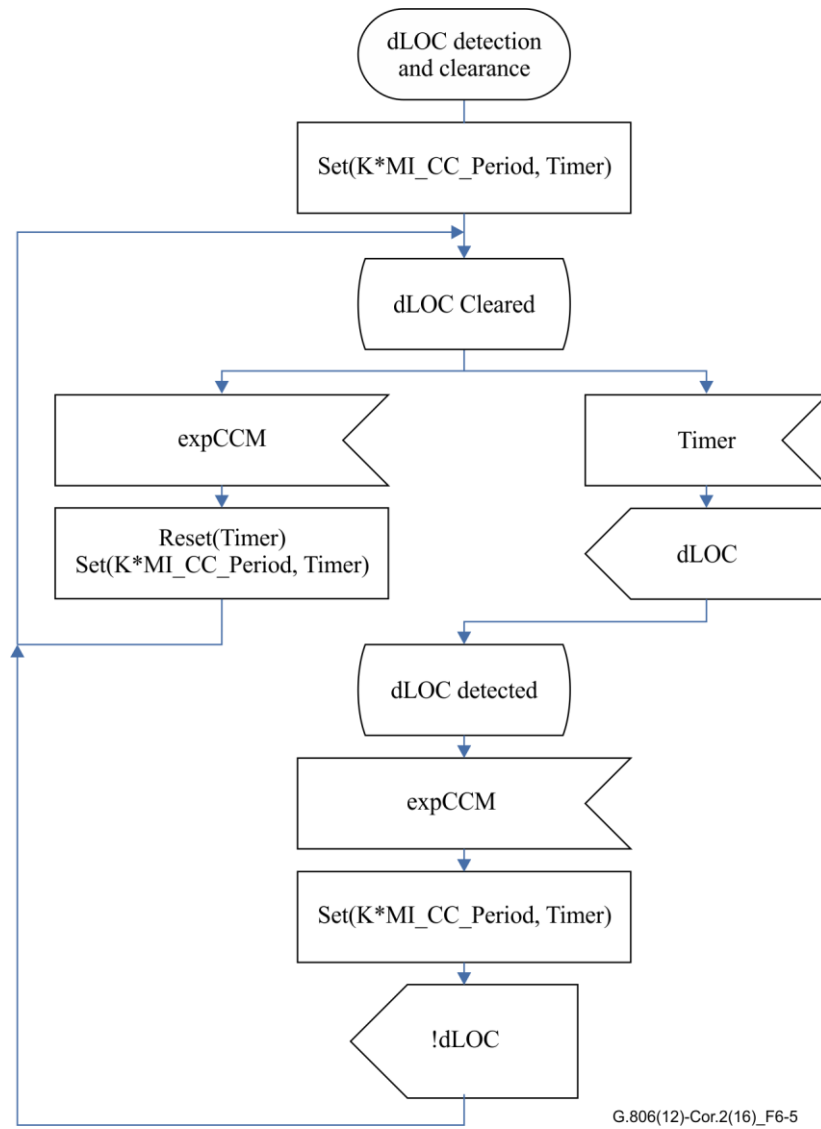 dLOC detection
and clearance
Set(K*MI_CC_Period, Timer)
dLOC Cleared
expCCM
Timer
Reset(Timer)
Set(K*MI_CC_Period, Timer)
dLOC
dLOC detected
expCCM
Set(K*MI_CC_Period, Timer)
!dLOC
G.806(12)-Cor.2(16)_F6-5